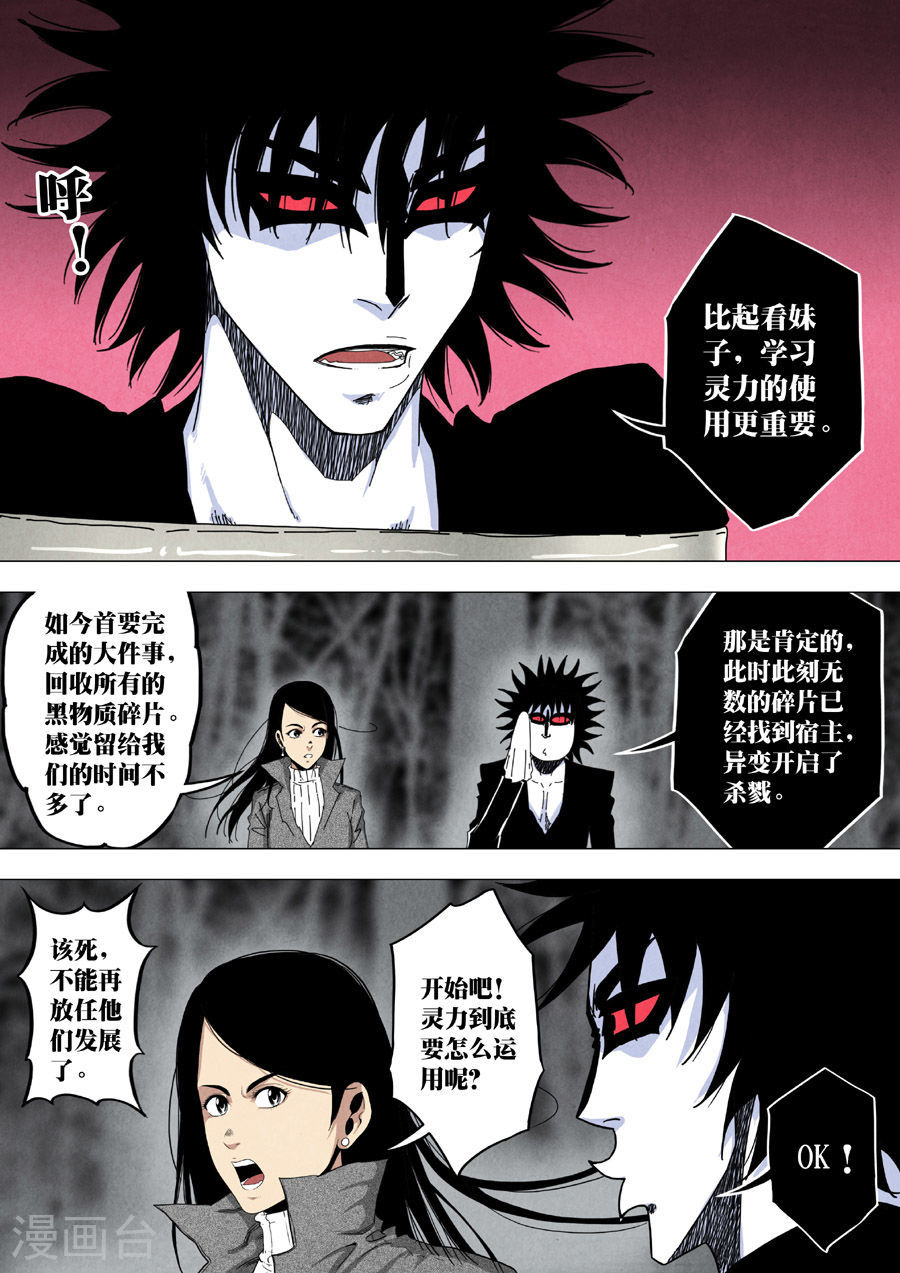 呼！
比起看妹
子，学习
灵力的使
用更重要。
如今首要完
成的大件事，
回收所有的
黑物质碎片。
感觉留给我
们的时间不
多了。
那是肯定的，
此时此刻无
数的碎片已
经找到宿主，
异变开启了
杀戮。
该死，
不能再
放任他
们发展
了。
开始吧！
灵力到底
要怎么运
用呢？
OK！
漫画台